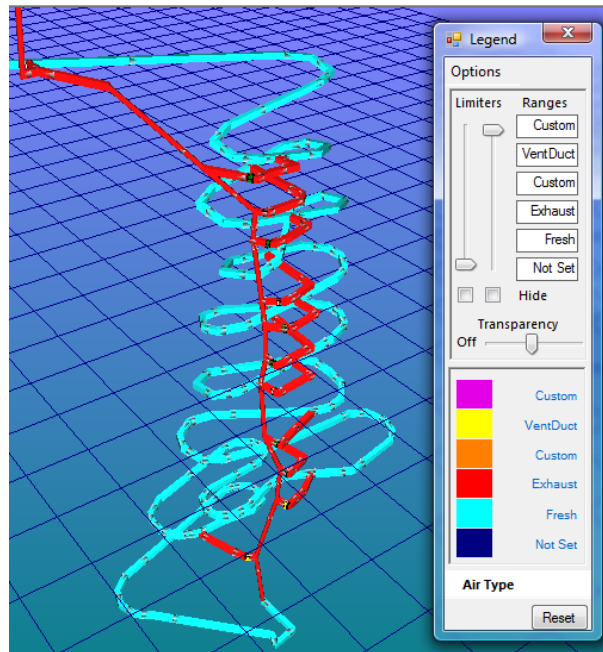 Legend
Options
Limiters Ranges
Custom
VentDuct
Custom
Exhaust
Fresh
Not Set
Hide
Transparency
Off
Custom
VentDuct
Custom
Exhaust
Fresh
Not Set
Air Type
Reset